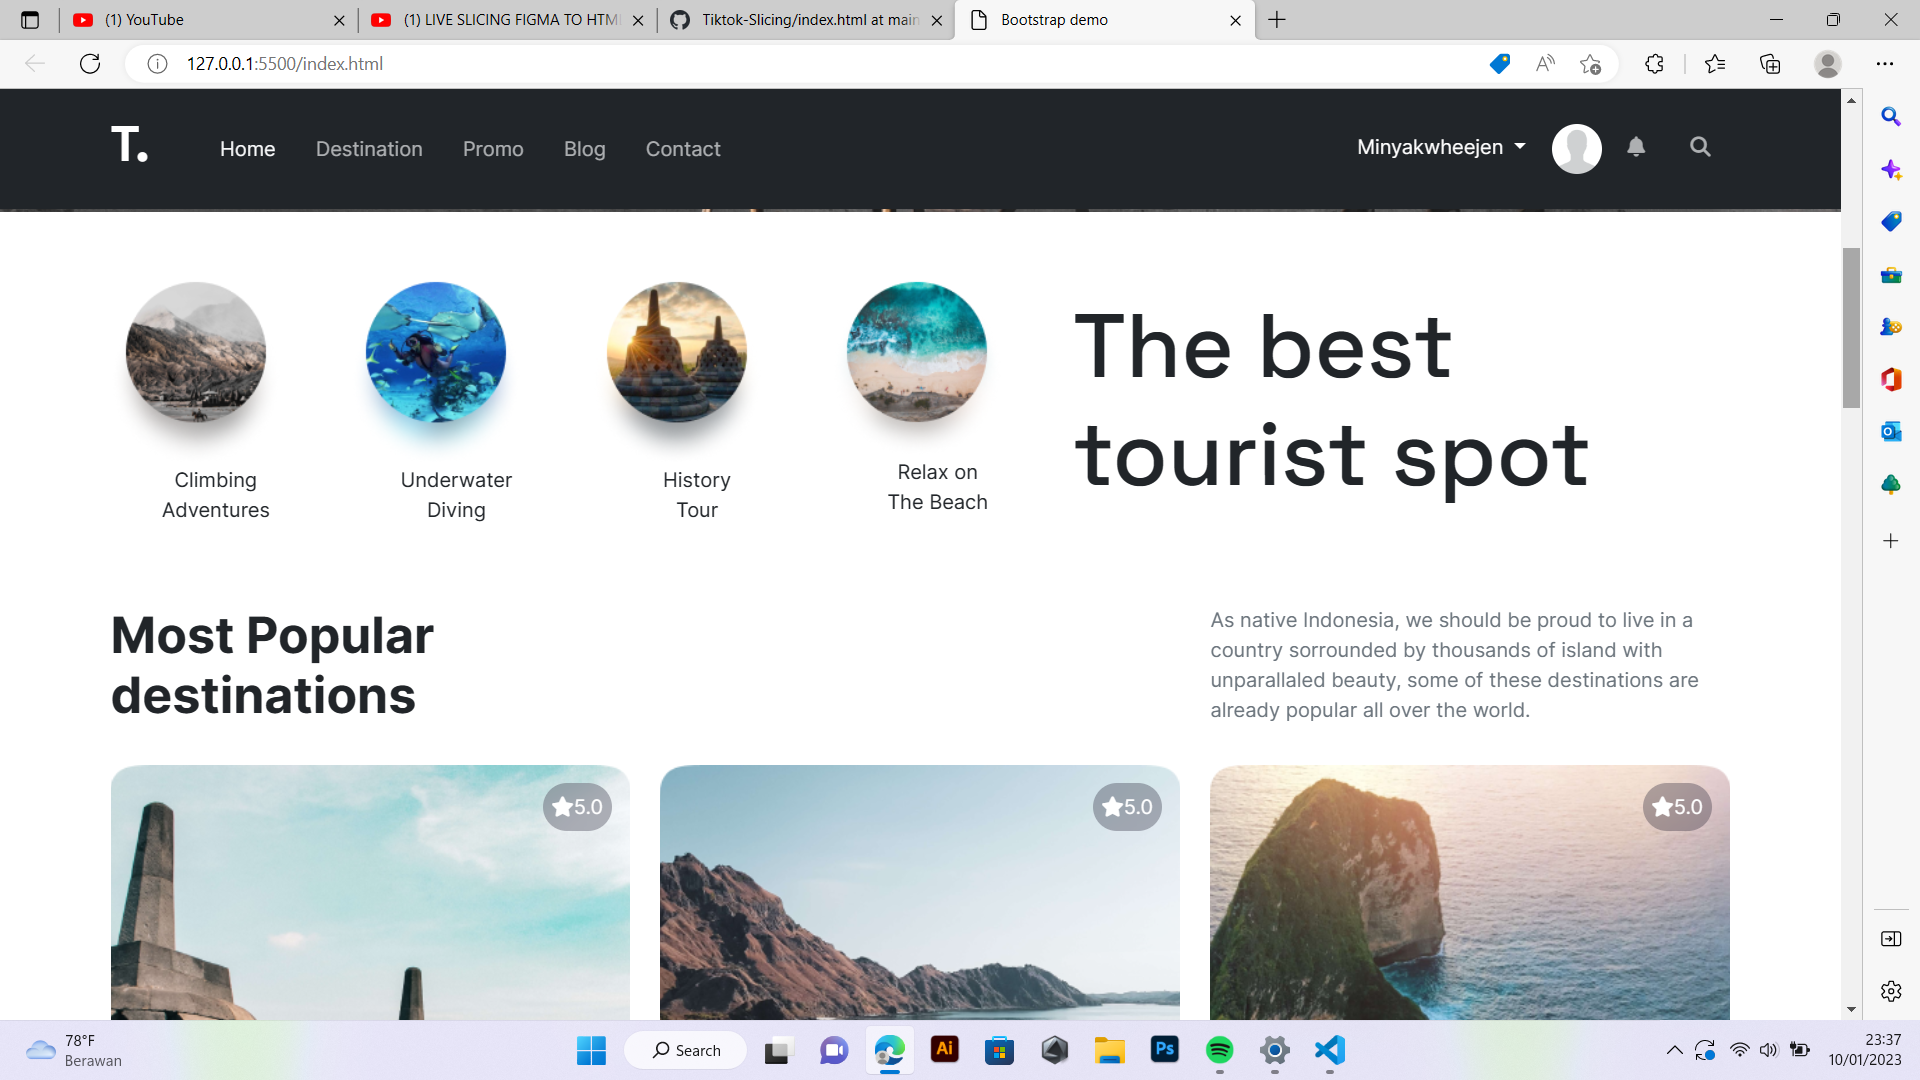 (1) YouTube
(1) LIVE SLICING FIGMA TO HTM
Tiktok-Slicing/index.html at main
Bootstrap demo
127.0.0.1:5500/index.html
T.
Home
Destination
Promo
Blog
Contact
Minyakwheejen
Climbing
Adventures
Underwater
Diving
History
Tour
Relax on
The Beach
The best
tourist spot
Most Popular
destinations
As native Indonesia, we should be proud to live in a
country sorrounded by thousands of island with
unparallaled beauty, some of these destinations are
already popular all over the world.
5.0
5.0
5.0
78°F
Berawan
Search
Ai
Ps
23:37
10/01/2023